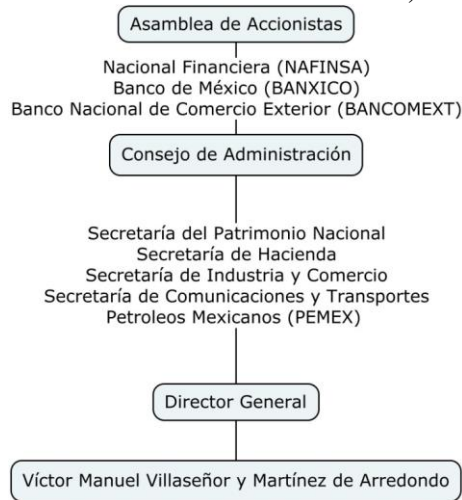 Asamblea de Accionistas
Nacional Financiera (NAFINSA)
Banco de México (BANXICO)
Banco Nacional de Comercio Exterior (BANCOMEXT)
Consejo de Administración
Secretaría del Patrimonio Nacional
Secretaría de Hacienda
Secretaría de Industria y Comercio
Secretaría de Comunicaciones y Transportes
Petroleos Mexicanos (PEMEX)
Director General
Víctor Manuel Villaseñor y Martínez de Arredondo